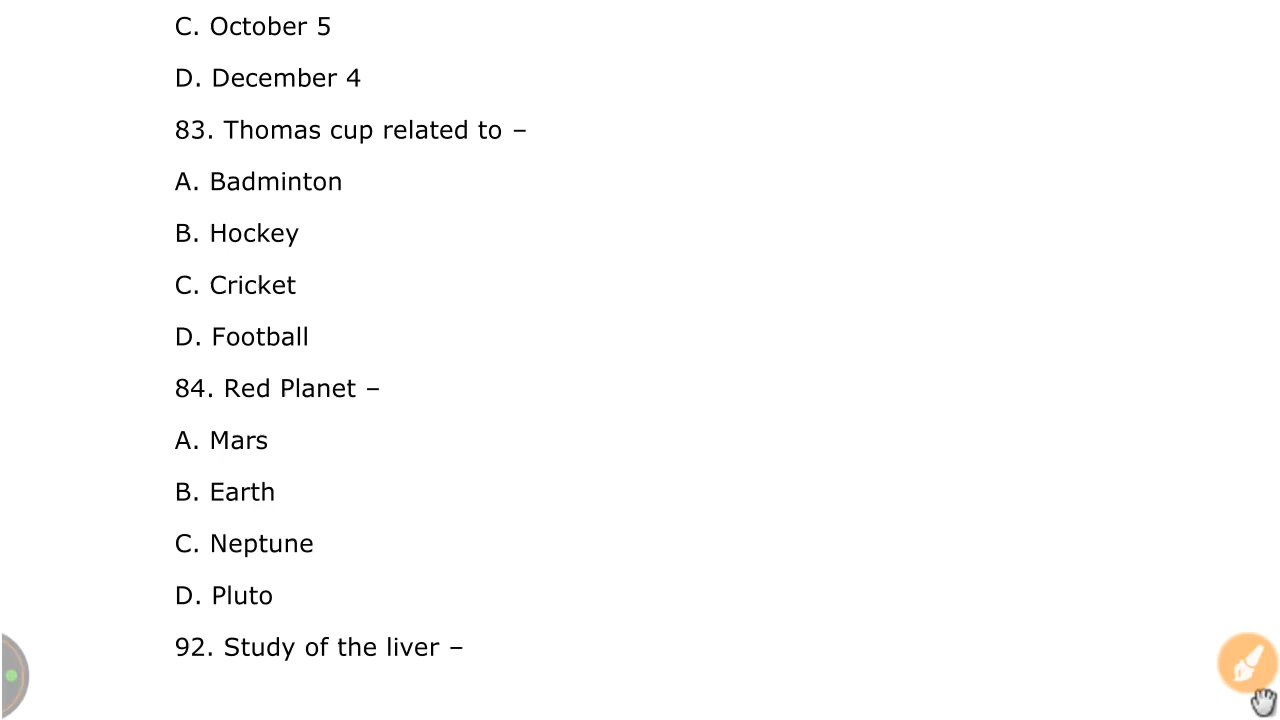 C. October 5
D. December 4
83. Thomas cup related to –
A. Badminton
B. Hockey
C. Cricket
D. Football
84. Red Planet –
A. Mars
B. Earth
C. Neptune
D. Pluto
92. Study of the liver –